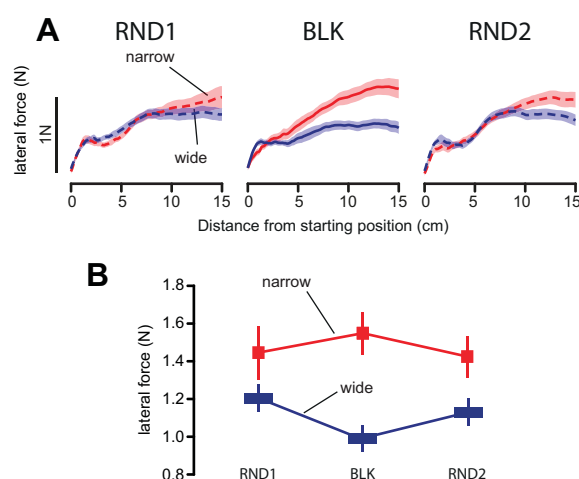 A
RND1
BLK
RND2
narrow
wide
lateral force (N)
1N
0
5
10
15
0
5
10
15
0
5
10
15
Distance from starting position (cm)
B
lateral force (N)
1.8
1.6
1.4
1.2
1.0
0.8
narrow
wide
RND1
BLK
RND2